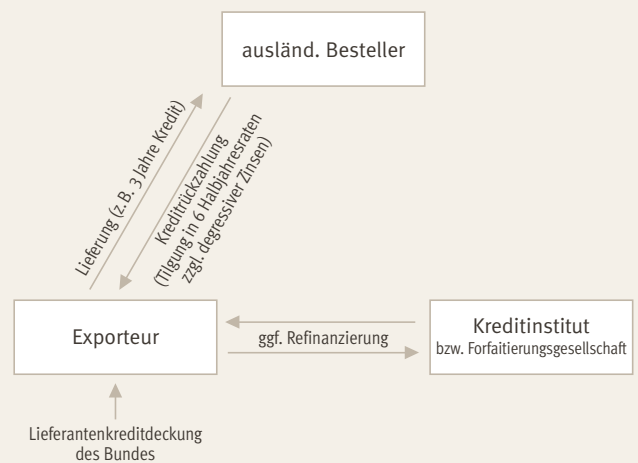 ausländ. Besteller
Lieferung (z. B. 3 Jahre Kredit)
Kreditrückzahlung
(Tilgung in 6 Halbjahresraten
zzgl. degressiver Zinsen)
Exporteur
ggf. Refinanzierung
Kreditinstitut
bzw. Forfaitierungsgesellschaft
Lieferantenkreditdeckung
des Bundes